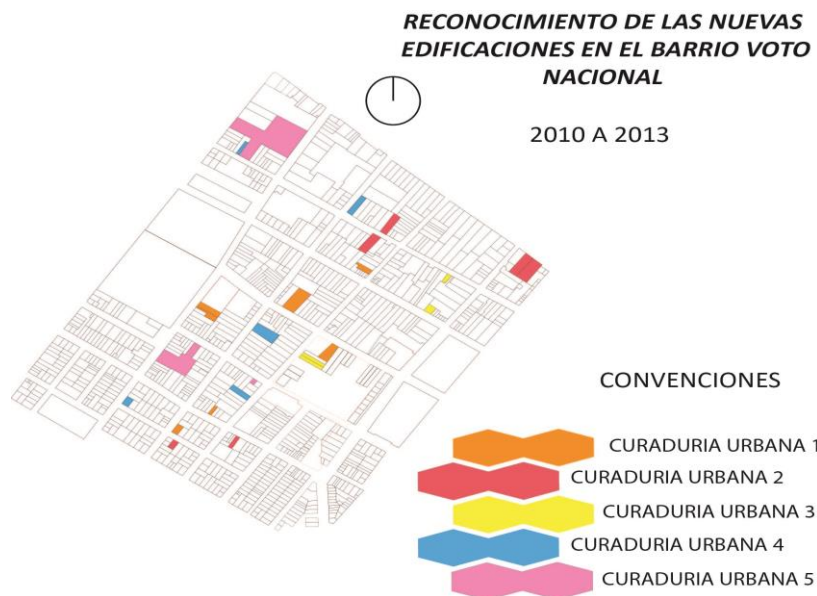 RECONOCIMIENTO DE LAS NUEVAS
EDIFICACIONES EN EL BARRIO VOTO
NACIONAL
2010 A 2013
CONVENCIONES
CURADURIA URBANA 1
CURADURIA URBANA 2
CURADURIA URBANA 3
CURADURIA URBANA 4
CURADURIA URBANA 5